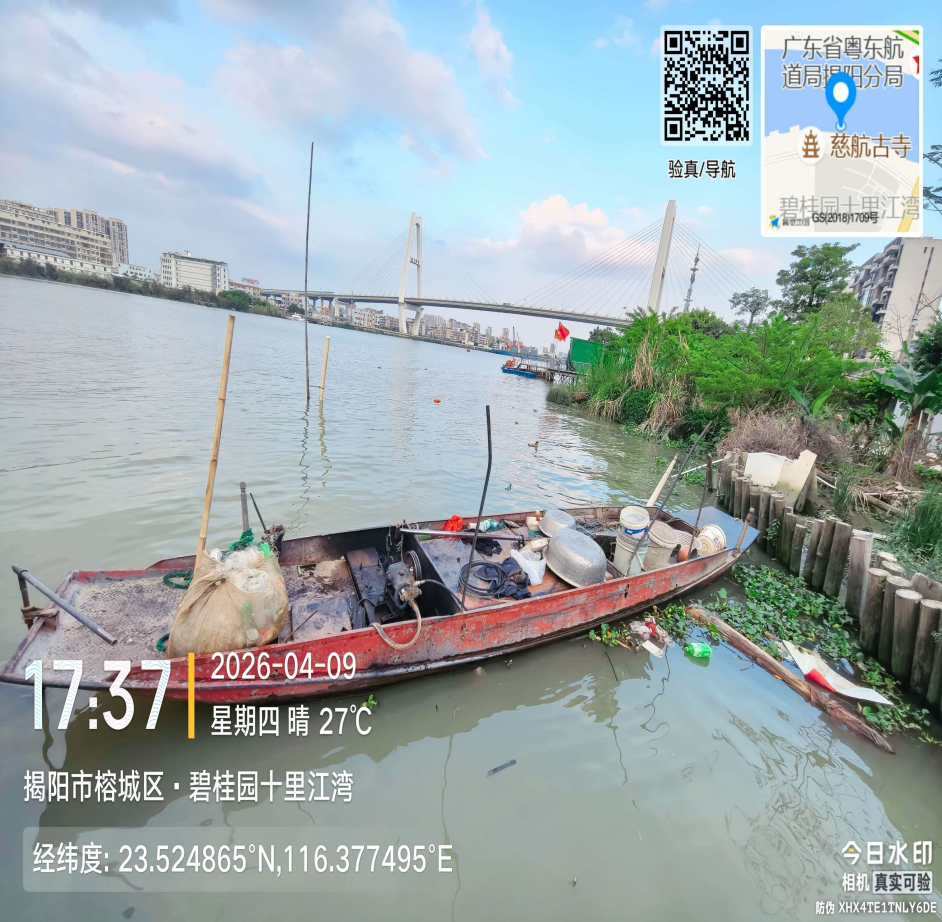 广东省粤东航
道局揭阳分局
慈航古寺
碧桂园十里江湾
GS(2018)1709号
验真/导航
17:37
2026-04-09
星期四 晴 27℃
揭阳市榕城区·碧桂园十里江湾
经纬度: 23.524865°N,116.377495°E
今日水印
相机 真实可验
防伪 XHX4TE1TNLY6DE